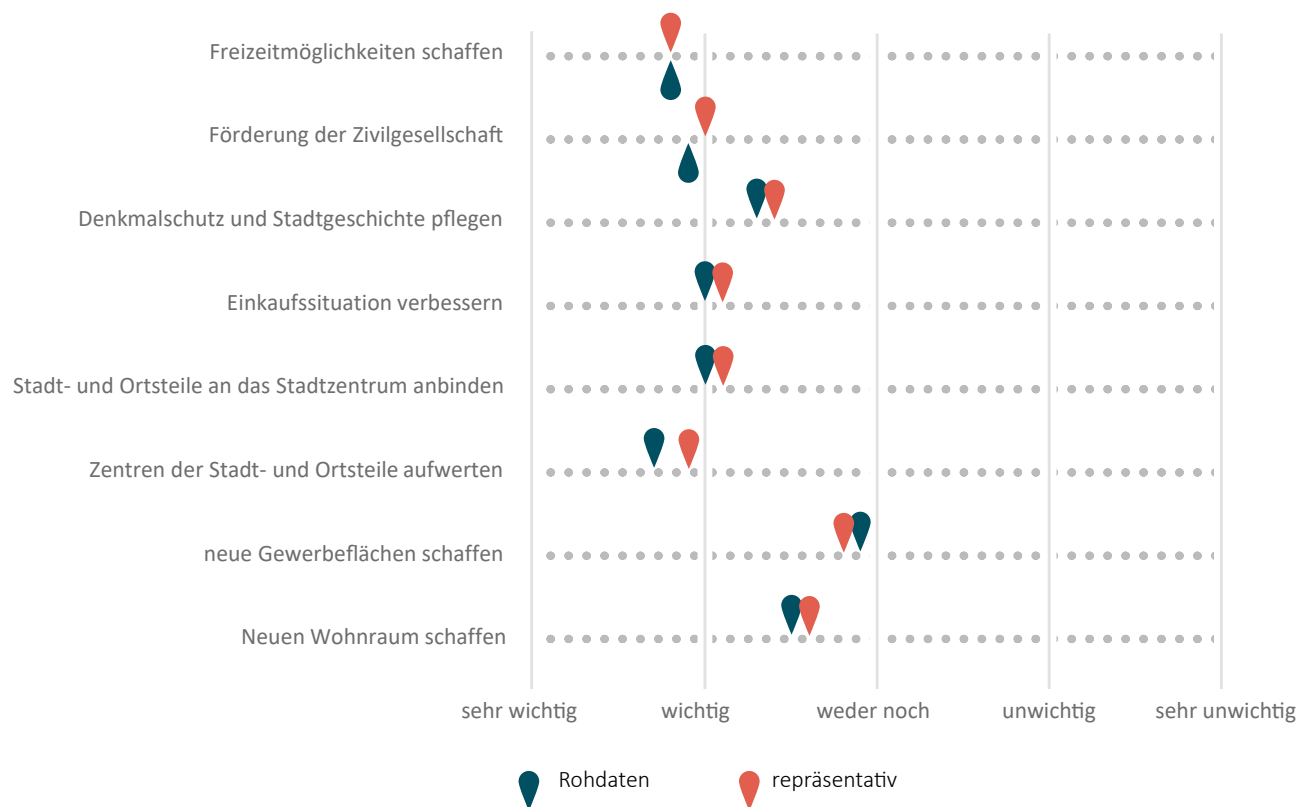 Freizeitmöglichkeiten schaffen
Förderung der Zivilgesellschaft
Denkmalschutz und Stadtgeschichte pflegen
Einkaufssituation verbessern
Stadt- und Ortsteile an das Stadtzentrum anbinden
Zentren der Stadt- und Ortsteile aufwerten
neue Gewerbeflächen schaffen
Neuen Wohnraum schaffen
sehr wichtig wichtig weder noch unwichtig sehr unwichtig
Rohdaten repräsentativ